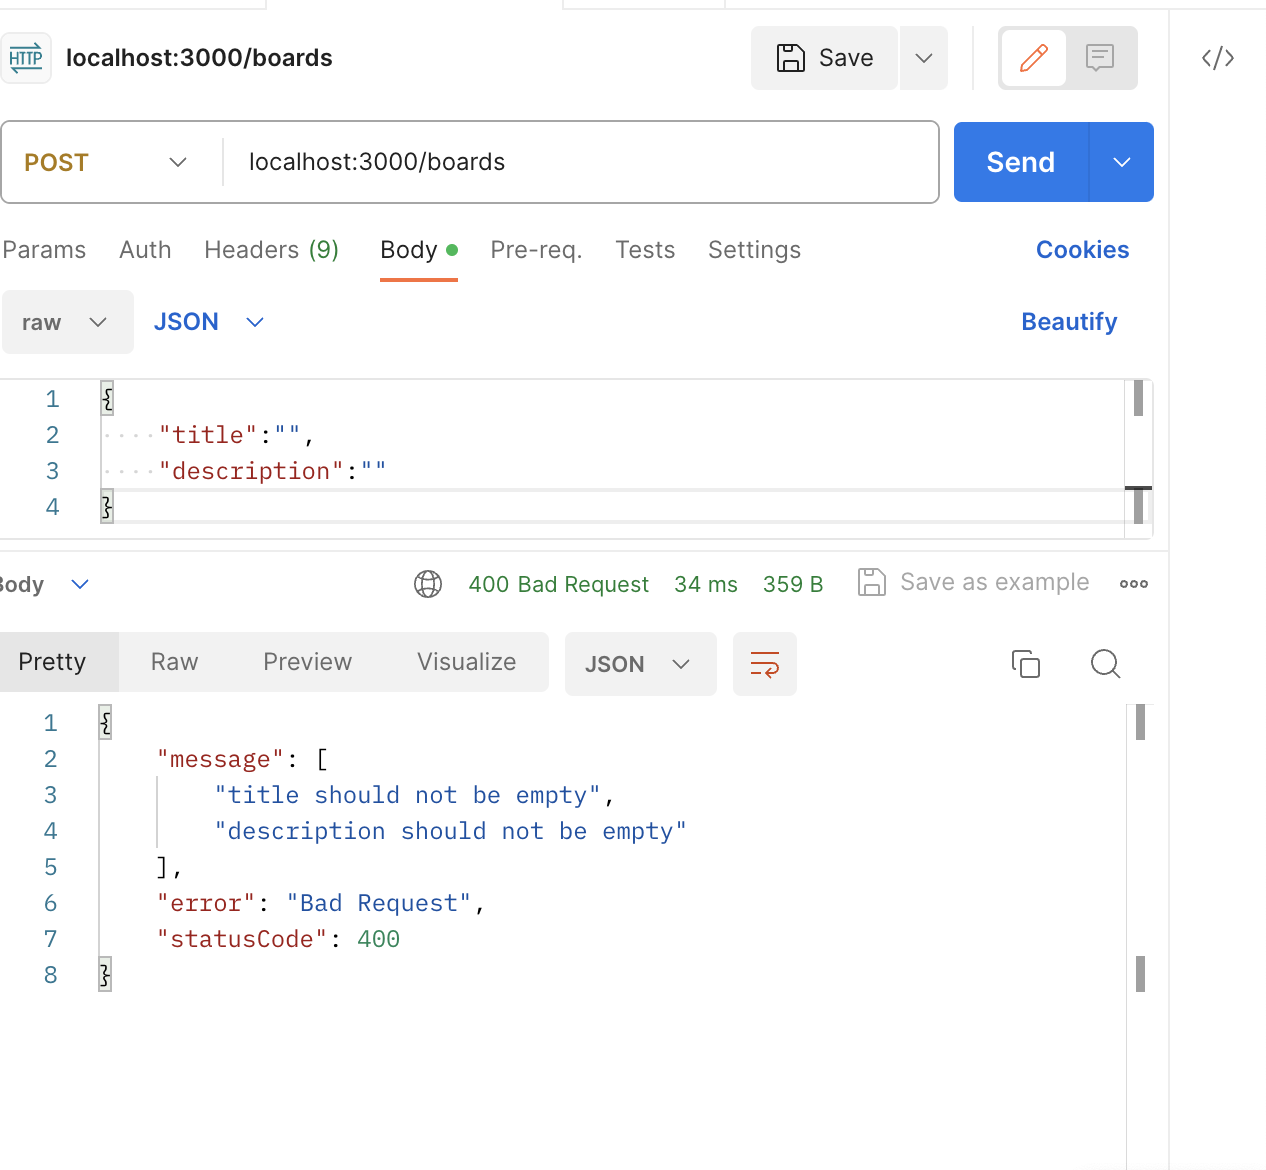 HTTP localhost:3000/boards Save
POST localhost:3000/boards Send
Params Auth Headers (9) Body Pre-req. Tests Settings Cookies
raw JSON Beautify
1 {
2 ····"title":"",
3 ····"description":""
4 }
Body 400 Bad Request 34 ms 359 B Save as example
Pretty Raw Preview Visualize JSON
1 {
2 "message": [
3 "title should not be empty",
4 "description should not be empty"
5 ],
6 "error": "Bad Request",
7 "statusCode": 400
8 }